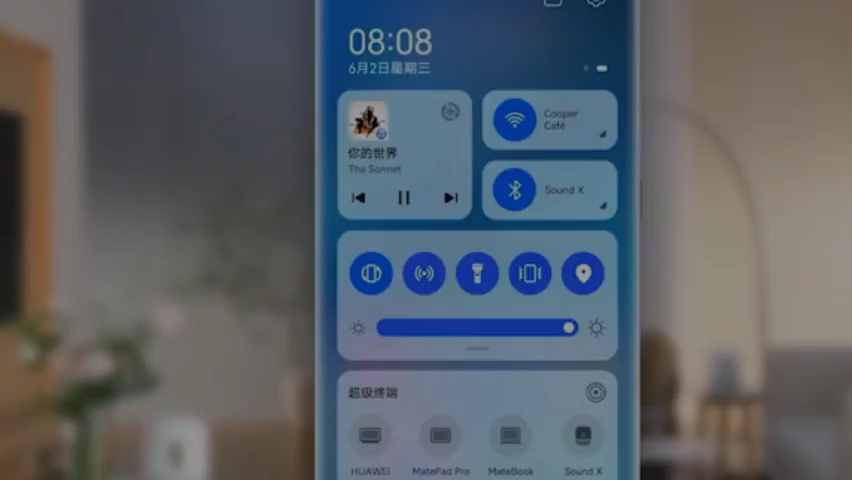 08:08
6月2日星期三
你的世界
The Sonnet
Cooper
Cafe
Sound X
超级终端
HUAWEI
MatePad Pro
MateBook
Sound X